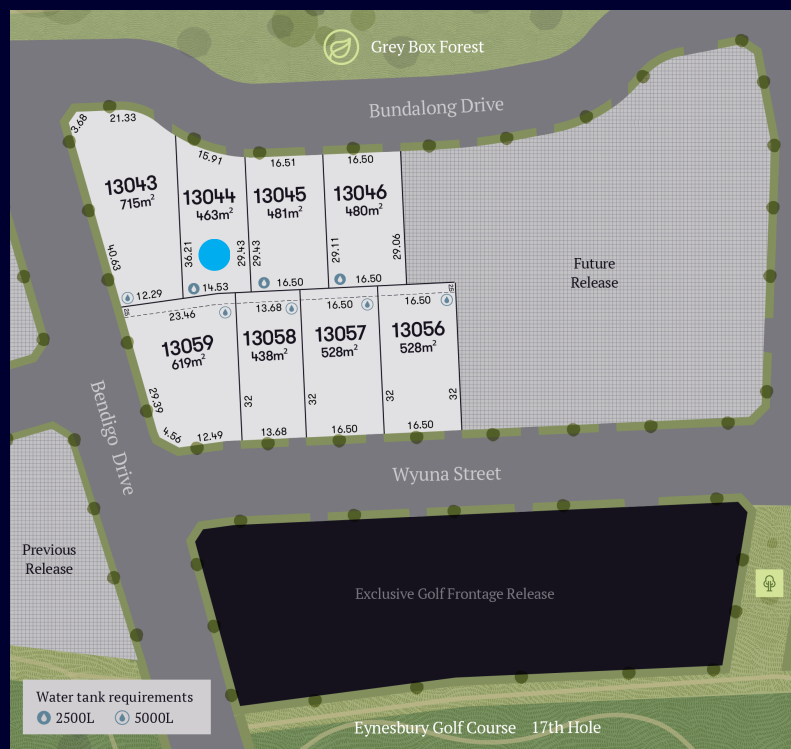 Grey Box Forest
Bundalong Drive
3.68
21.33
15.91
16.51
16.50
13043
715m²
13044
463m²
13045
481m²
13046
480m²
40.63
36.21
29.43
29.43
29.11
29.06
12.29
14.53
16.50
16.50
Future
Release
23.46
13.68
16.50
16.50
13059
619m²
13058
438m²
13057
528m²
13056
528m²
29.39
32
32
32
32
4.56
12.49
13.68
16.50
16.50
Bendigo Drive
Wyuna Street
Previous
Release
Exclusive Golf Frontage Release
Water tank requirements
2500L 5000L
Eynesbury Golf Course 17th Hole